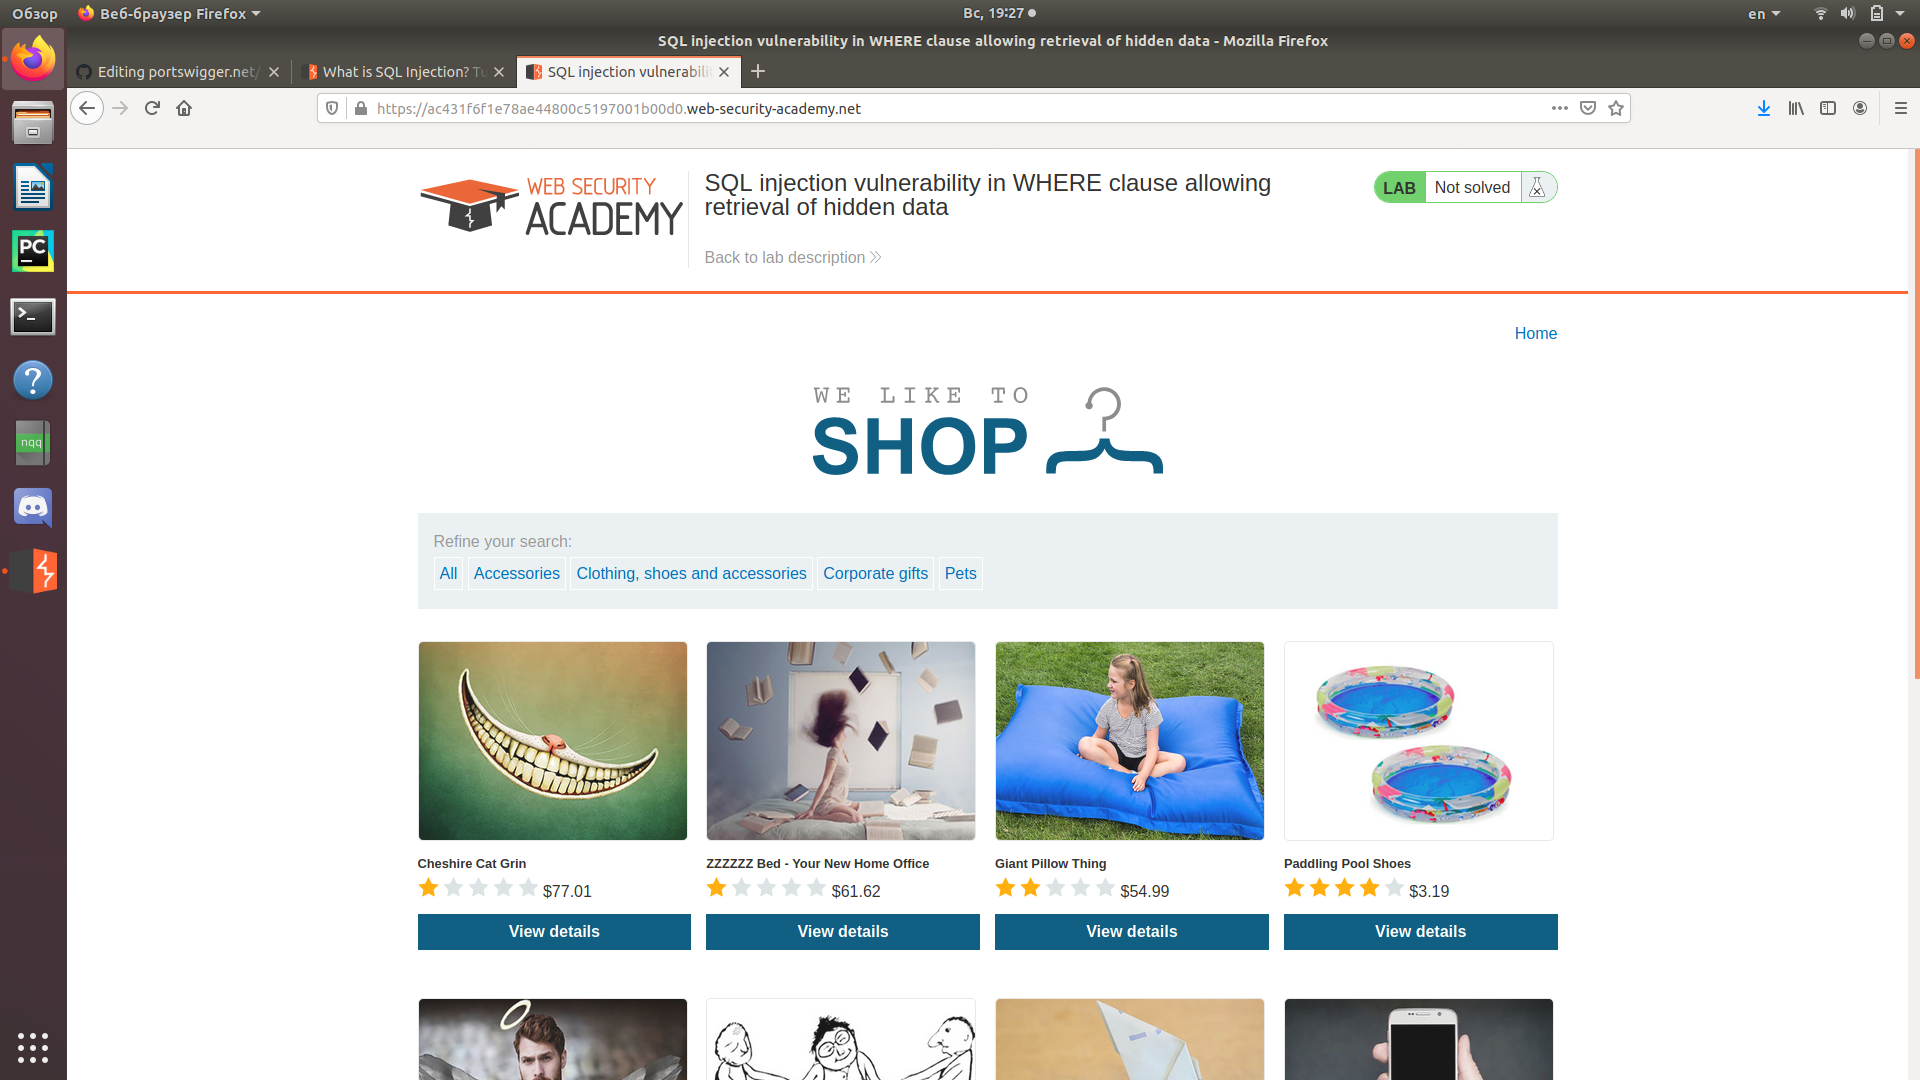 Обзор
Веб-браузер Firefox
Вс, 19:27
en
SQL injection vulnerability in WHERE clause allowing retrieval of hidden data - Mozilla Firefox
Editing portswigger.net/
What is SQL Injection? Tu
SQL injection vulnerabili
https://ac431f6f1e78ae44800c5197001b00d0.web-security-academy.net
PC
nqq
WEB SECURITY
ACADEMY
SQL injection vulnerability in WHERE clause allowing
retrieval of hidden data
LAB Not solved
Back to lab description
Home
WE LIKE TO
SHOP
Refine your search:
All Accessories Clothing, shoes and accessories Corporate gifts Pets
Cheshire Cat Grin
$77.01
View details
ZZZZZZ Bed - Your New Home Office
$61.62
View details
Giant Pillow Thing
$54.99
View details
Paddling Pool Shoes
$3.19
View details